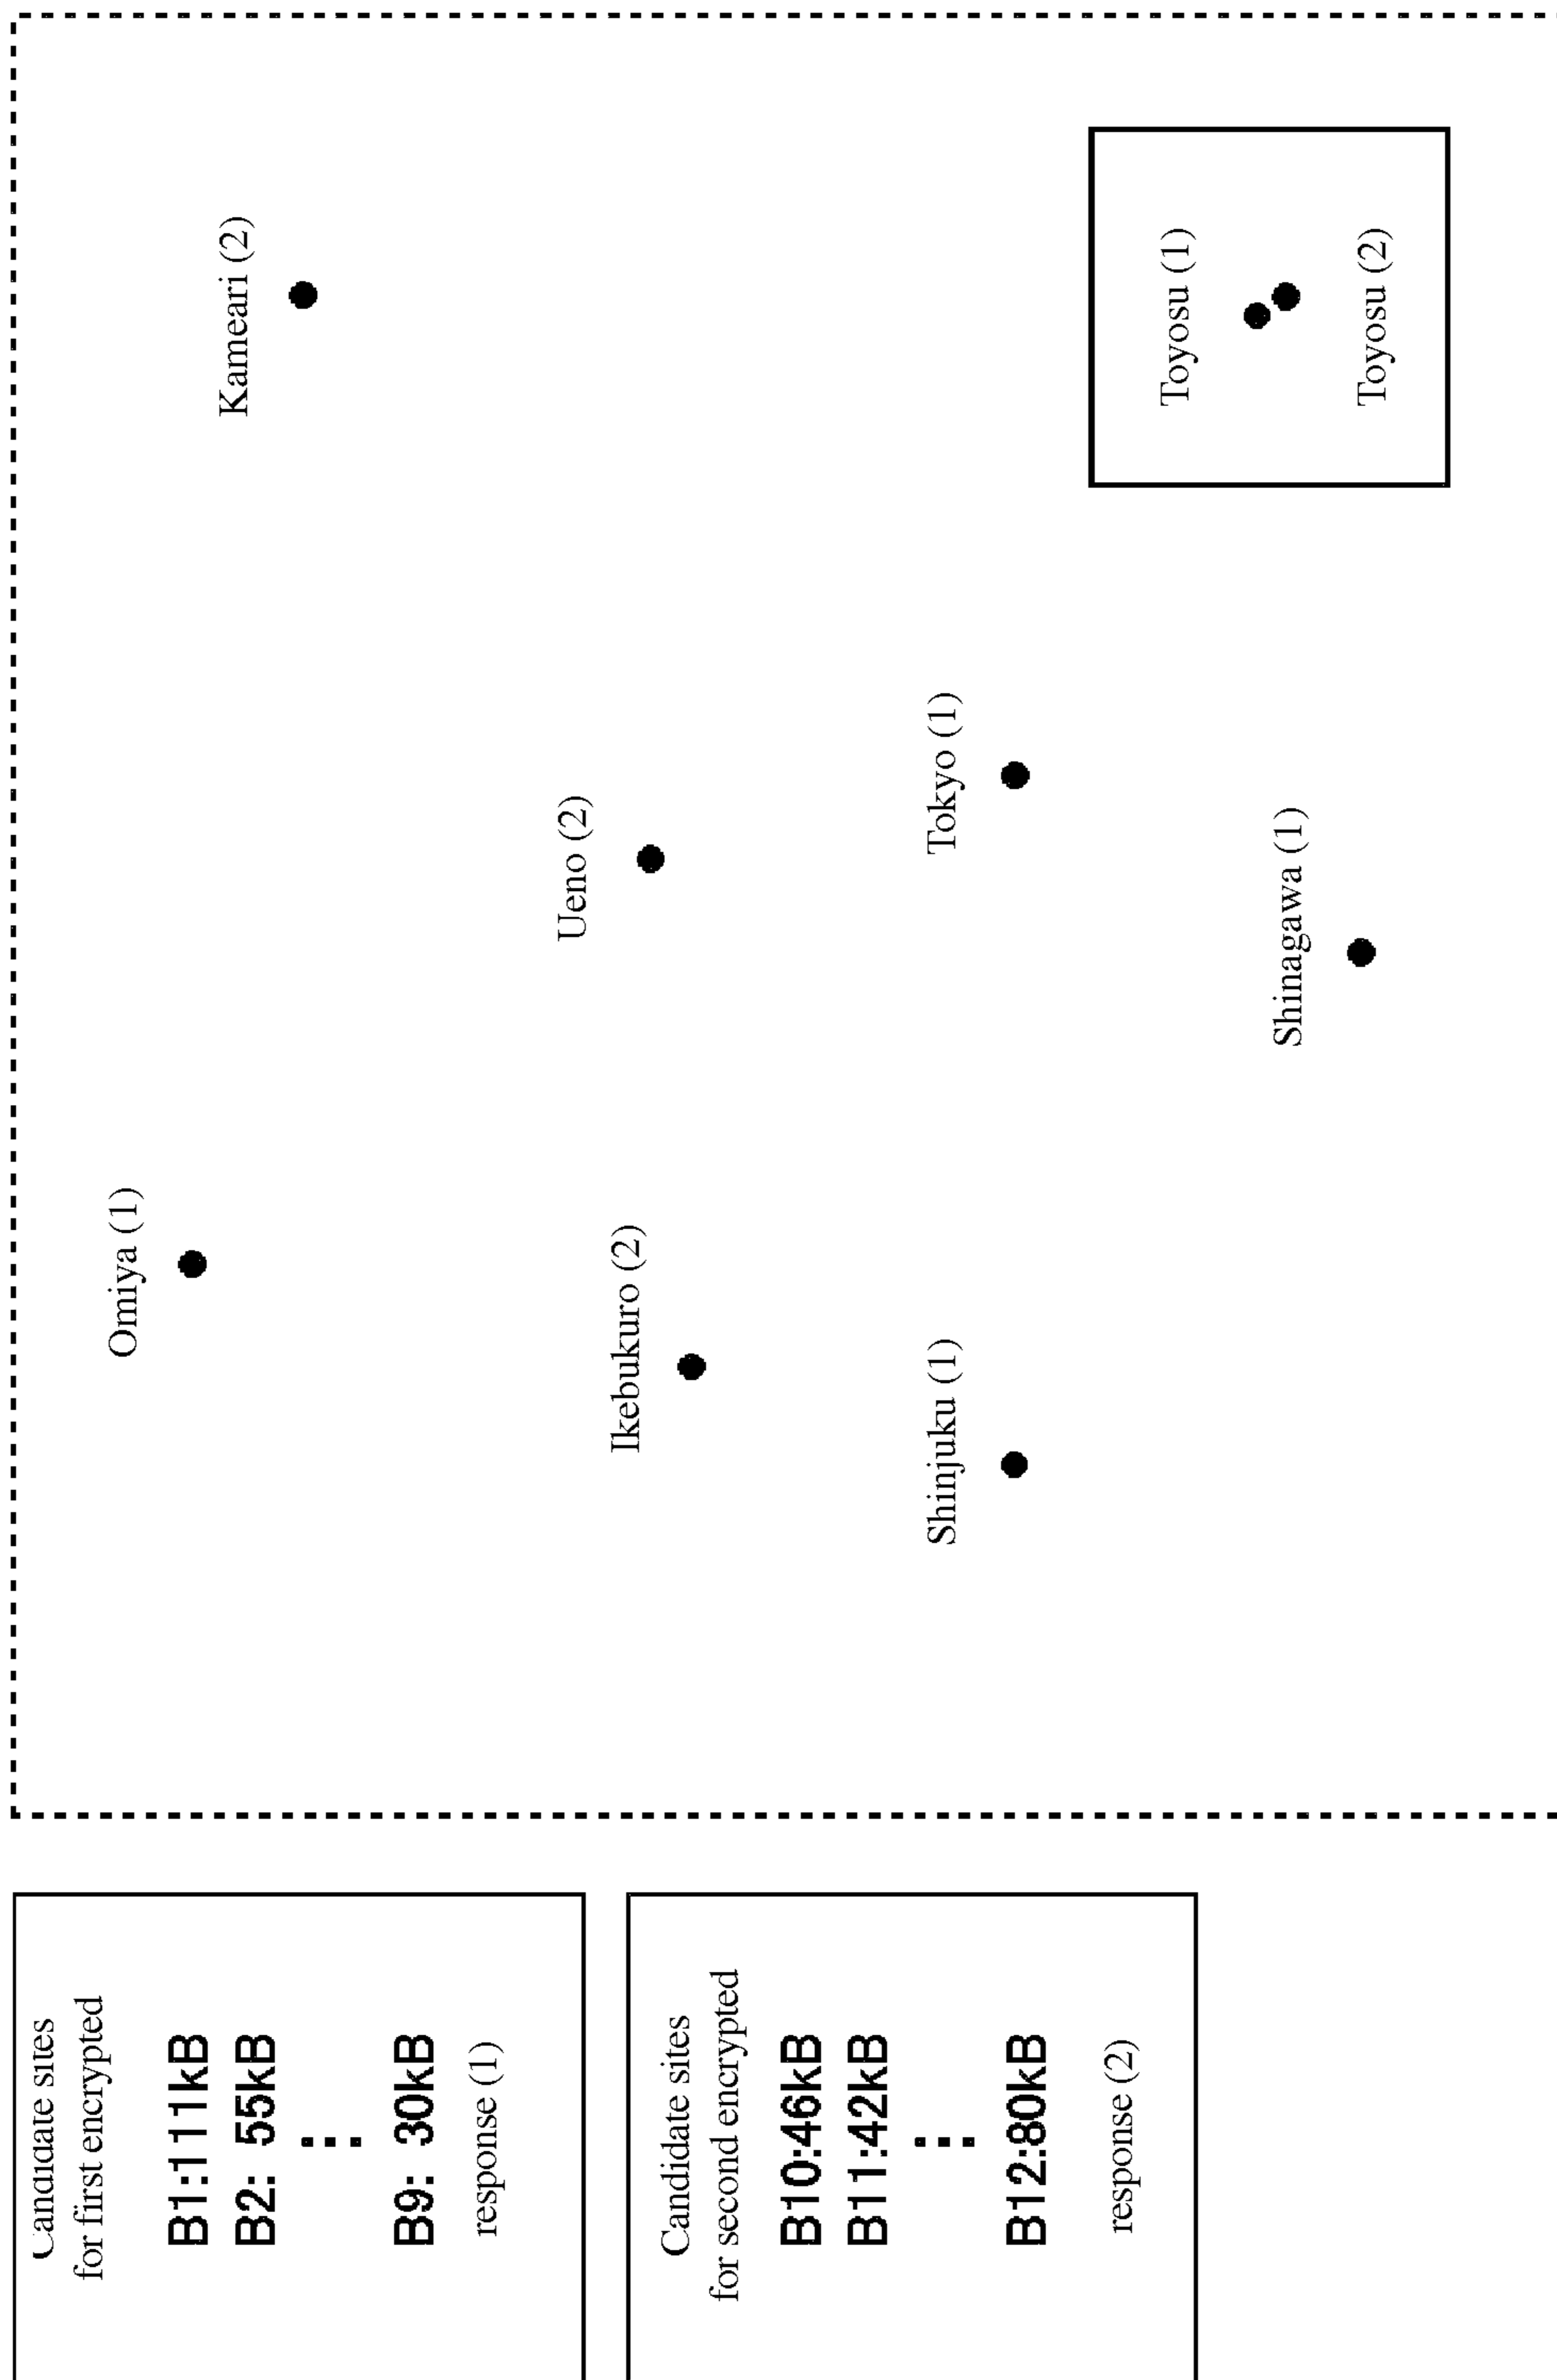 Candidate sites
for first encrypted
B1:111kB
B2: 55kB
⋮
B9: 30kB
response (1)
Candidate sites
for second encrypted
B10:46kB
B11:42kB
⋮
B12:80kB
response (2)
Omiya (1)
Kameari (2)
Ueno (2)
Ikebukuro (2)
Shinjuku (1)
Tokyo (1)
Toyosu (1)
Shinagawa (1)
Toyosu (2)